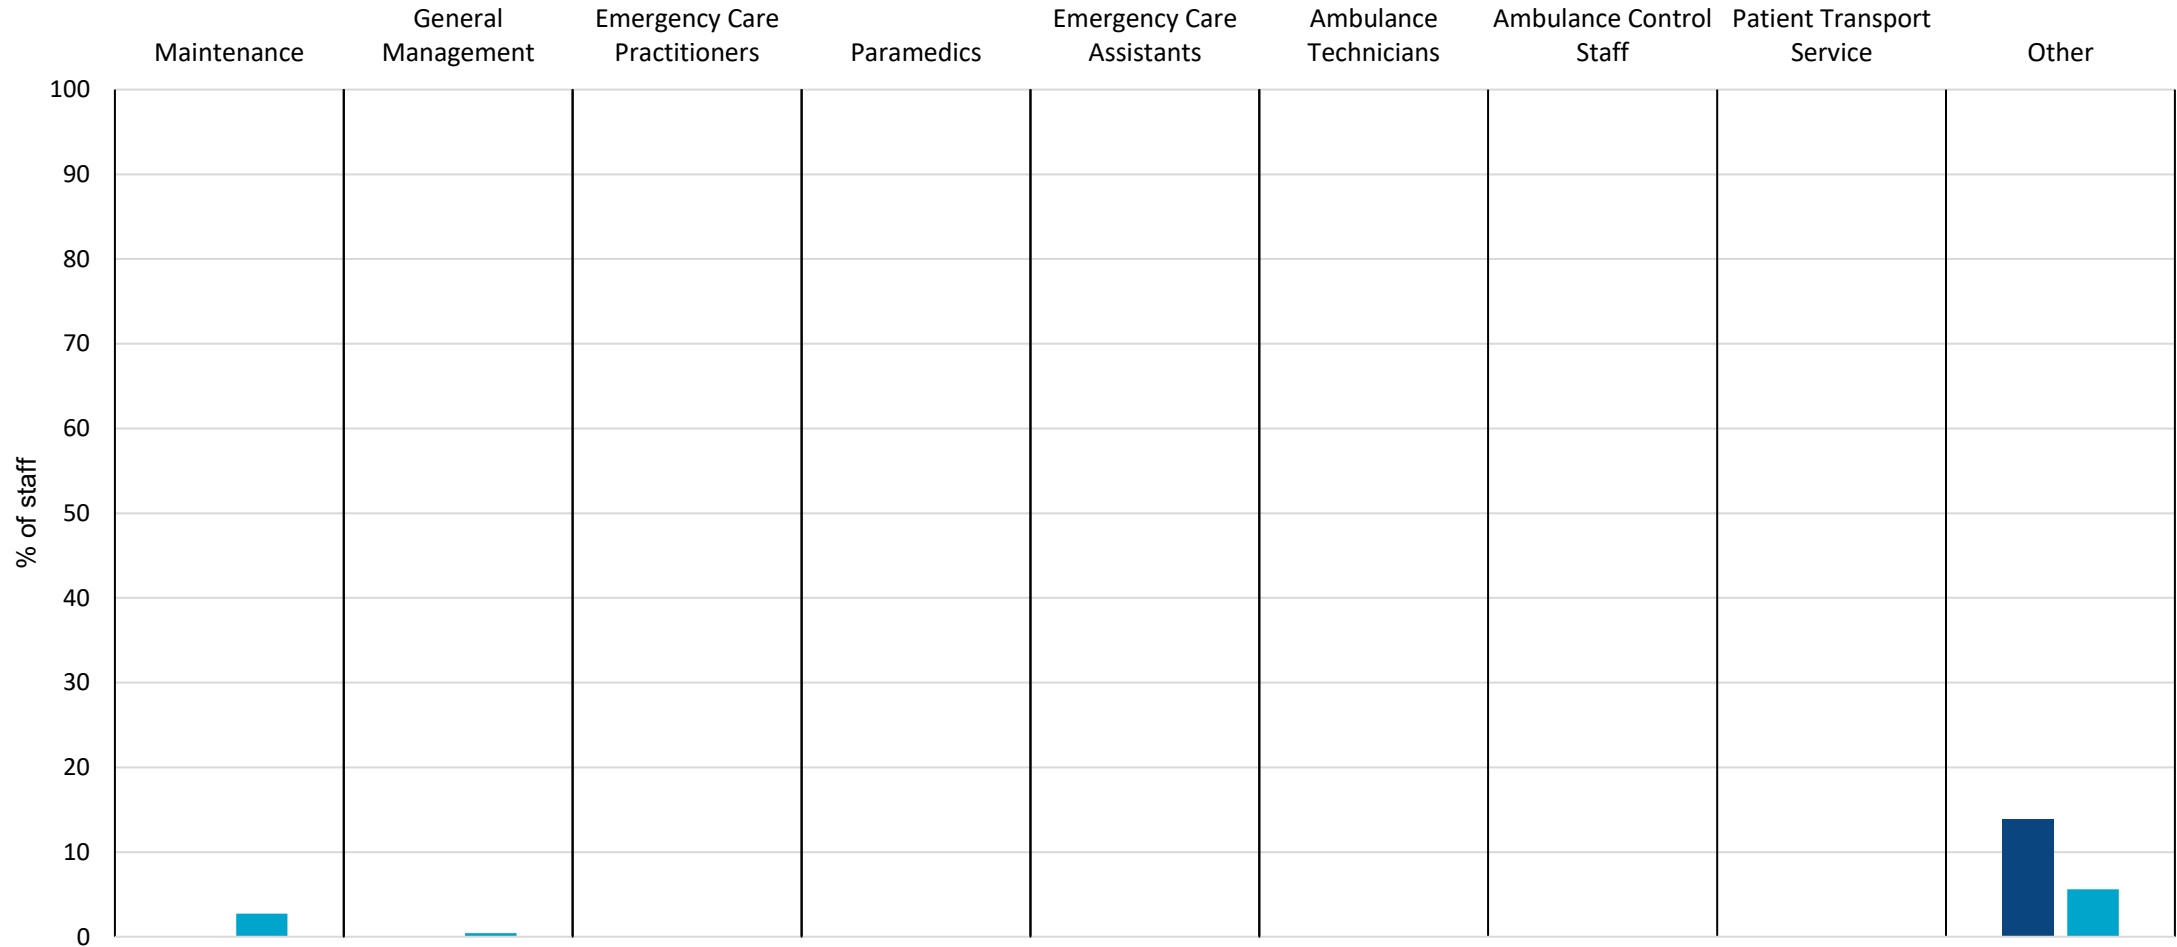 Maintenance
General
Management
Emergency Care
Practitioners
Paramedics
Emergency Care
Assistants
Ambulance
Technicians
Ambulance Control
Staff
Patient Transport
Service
Other
% of staff
100
90
80
70
60
50
40
30
20
10
0